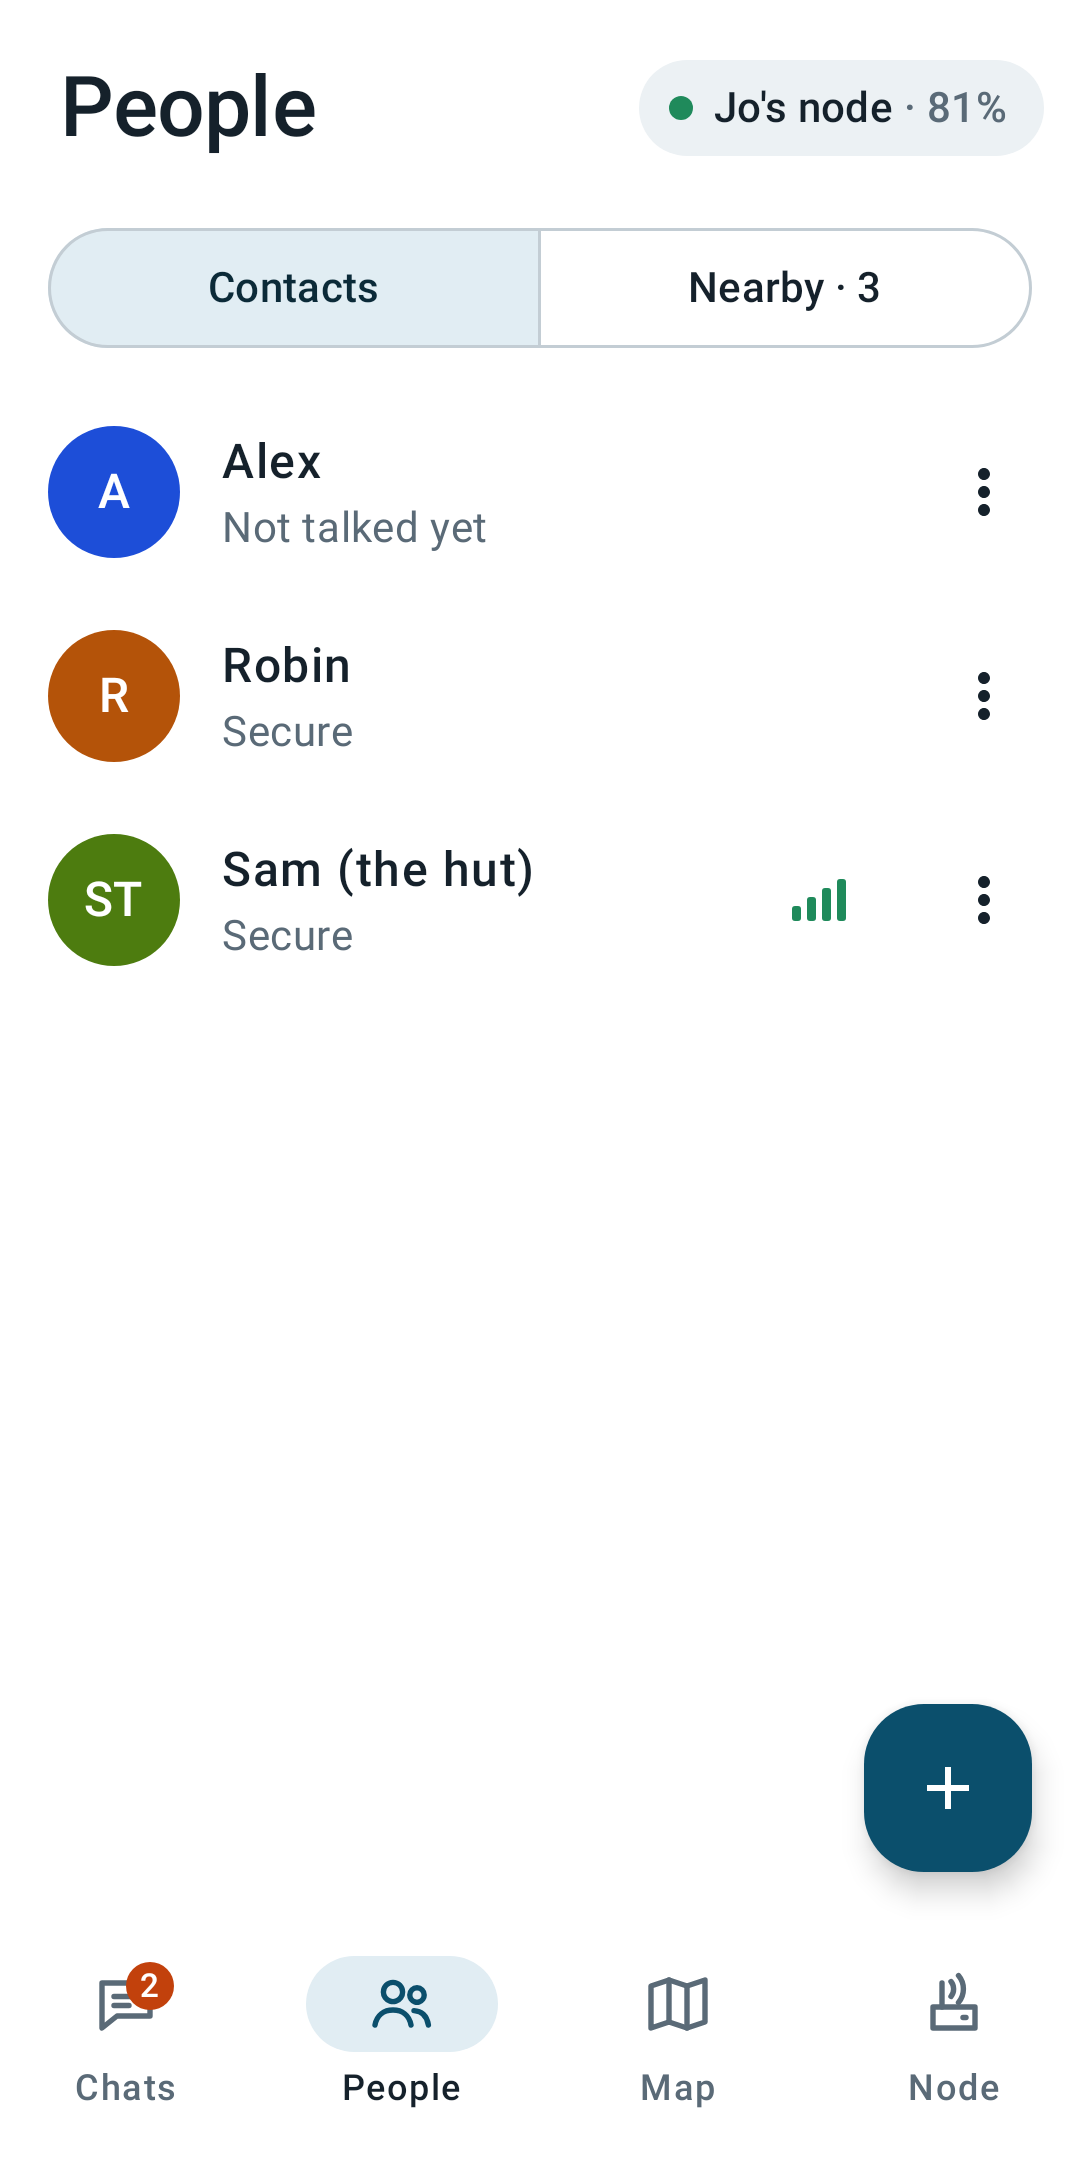 People
Jo's node · 81%
Contacts
Nearby · 3
A
Alex
Not talked yet
R
Robin
Secure
ST
Sam (the hut)
Secure
2
Chats
People
Map
Node